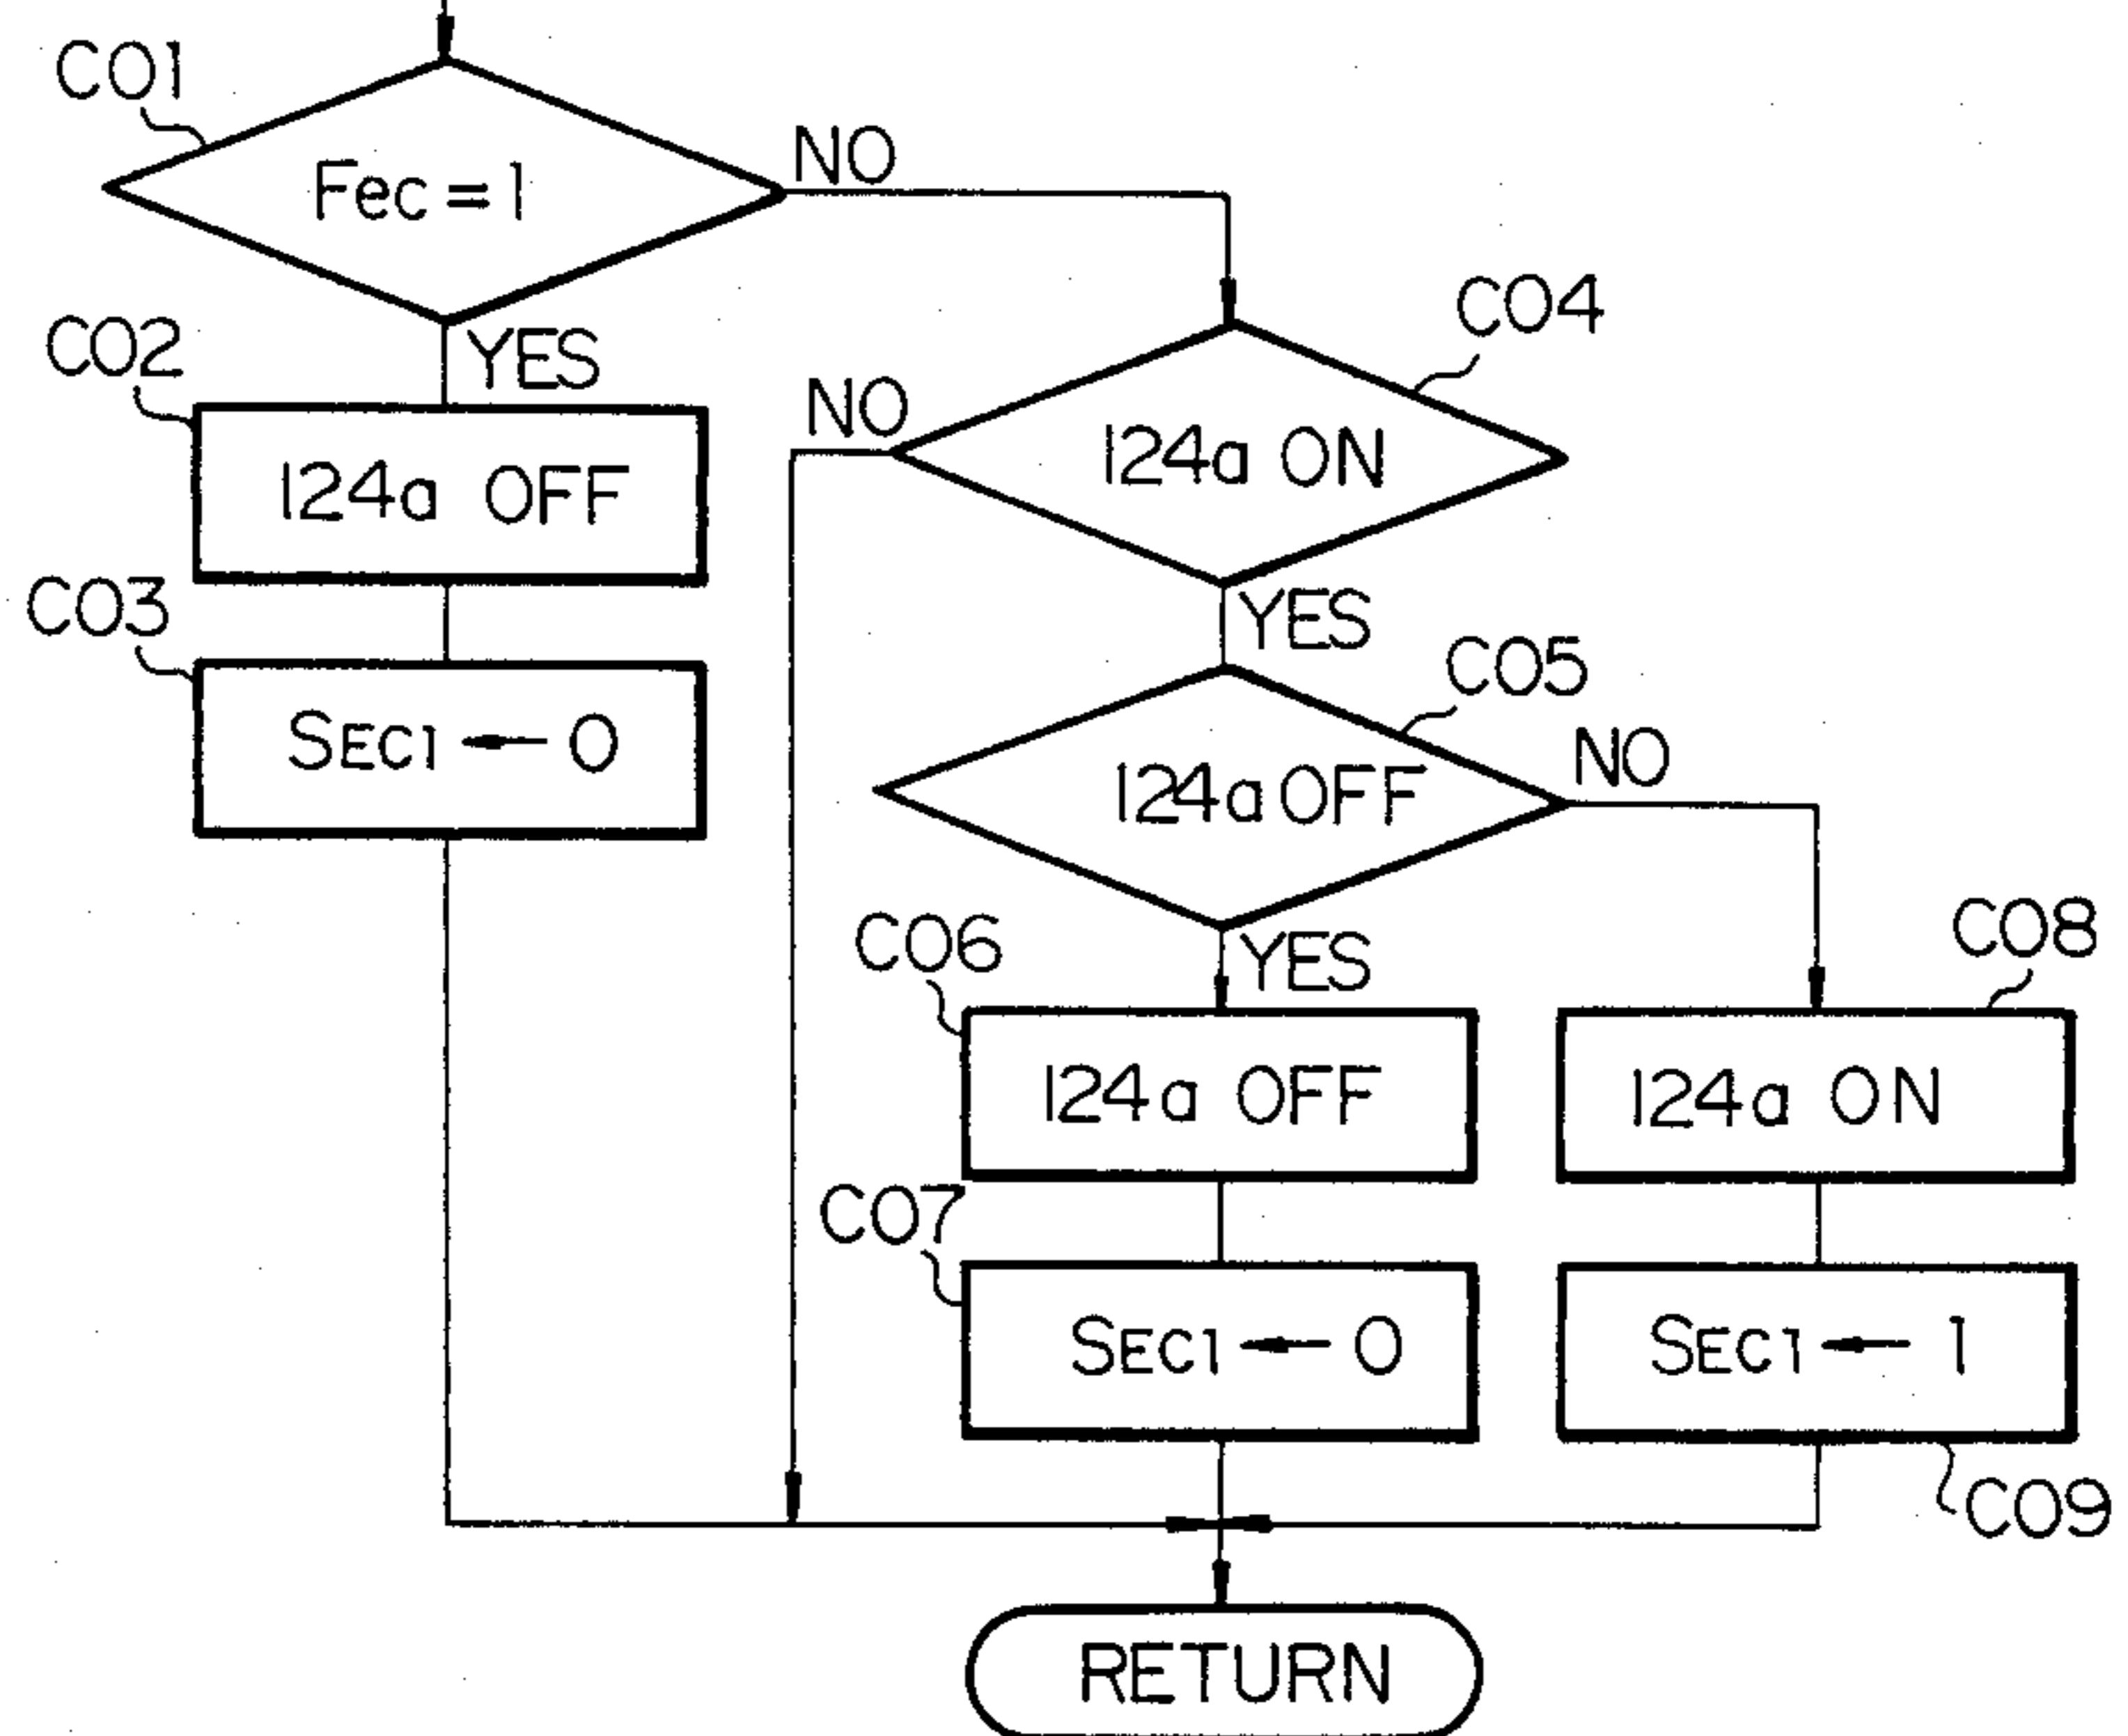 C01
Fec = 1
NO
YES
C02
124a OFF
C03
SEC1 ← 0
C04
NO
124a ON
YES
C05
124a OFF
NO
YES
C06
124a OFF
C07
SEC1 ← 0
C08
124a ON
SEC1 ← 1
C09
RETURN